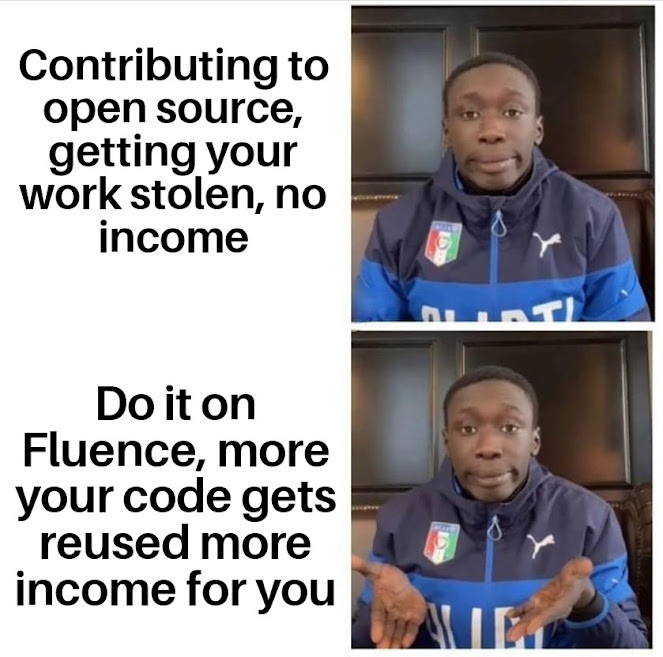 Contributing to
open source,
getting your
work stolen, no
income
Do it on
Fluence, more
your code gets
reused more
income for you